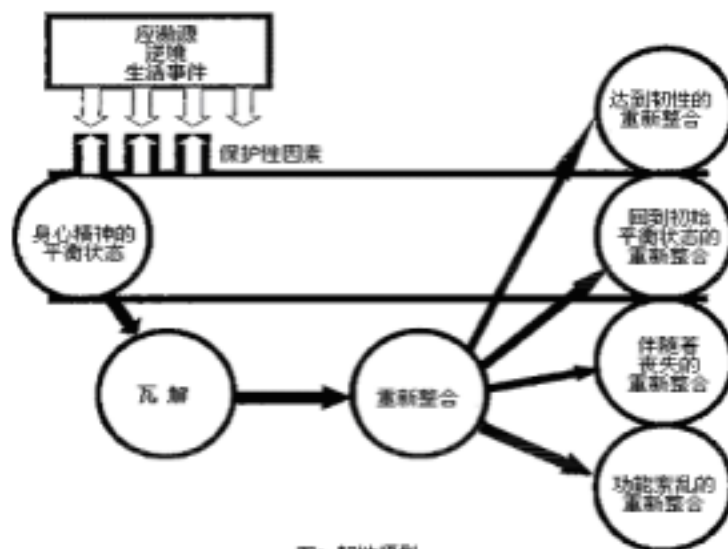 应激源
逆境
生活事件
保护性因素
身心精神的
平衡状态
瓦解
重新整合
达到韧性的
重新整合
回到初始
平衡状态的
重新整合
伴随著
丧失的
重新整合
功能紊乱的
重新整合